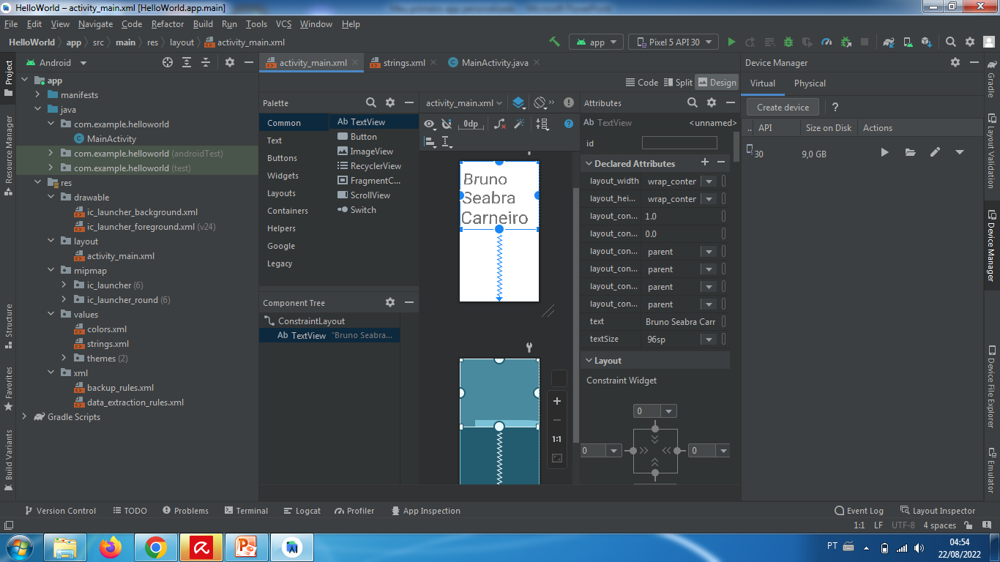 HelloWorld – activity_main.xml [HelloWorld.app.main]
File Edit View Navigate Code Refactor Build Run Tools VCS Window Help
HelloWorld app src main res layout activity_main.xml
app Pixel 5 API 30
Project
Resource Manager
Structure
Favorites
Build Variants
Android
app
manifests
java
com.example.helloworld
MainActivity
com.example.helloworld (androidTest)
com.example.helloworld (test)
res
drawable
ic_launcher_background.xml
ic_launcher_foreground.xml (v24)
layout
activity_main.xml
mipmap
ic_launcher (6)
ic_launcher_round (6)
values
colors.xml
strings.xml
themes (2)
xml
backup_rules.xml
data_extraction_rules.xml
Gradle Scripts
activity_main.xml strings.xml MainActivity.java
Code Split Design
Palette
Common
Text
Buttons
Widgets
Layouts
Containers
Helpers
Google
Legacy
Ab TextView
Button
ImageView
RecyclerView
FragmentC...
ScrollView
Switch
Component Tree
ConstraintLayout
Ab TextView "Bruno Seabra...
activity_main.xml
0dp
Bruno
Seabra
Carneiro
1:1
Attributes
Ab TextView <unnamed>
id
Declared Attributes
layout_width wrap_conter
layout_hei... wrap_conter
layout_con... 1.0
layout_con... 0.0
layout_con... parent
layout_con... parent
layout_con... parent
layout_con... parent
text Bruno Seabra Carr
textSize 96sp
Layout
Constraint Widget
0
0 0
Device Manager
Virtual Physical
Create device ?
.. API Size on Disk Actions
30 9,0 GB
Gradle
Layout Validation
Device Manager
Device File Explorer
Emulator
Version Control TODO Problems Terminal Logcat Profiler App Inspection Event Log Layout Inspector
1:1 LF UTF-8 4 spaces
PT 04:54
22/08/2022